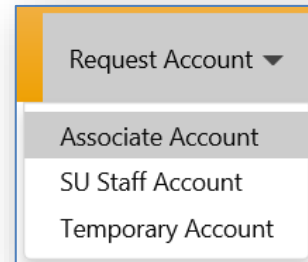 Request Account
Associate Account
SU Staff Account
Temporary Account